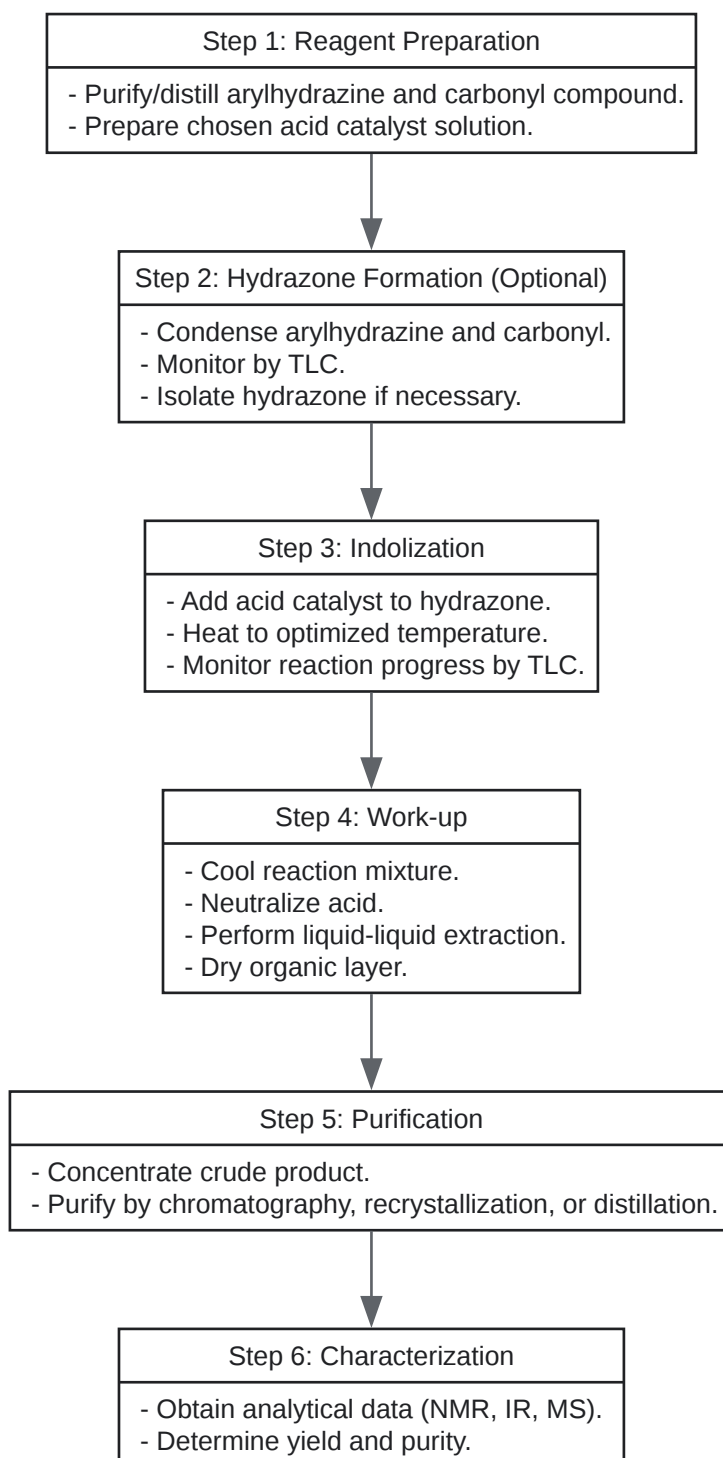 Step 1: Reagent Preparation
- Purify/distill arylhydrazine and carbonyl compound.
- Prepare chosen acid catalyst solution.
Step 2: Hydrazone Formation (Optional)
- Condense arylhydrazine and carbonyl.
- Monitor by TLC.
- Isolate hydrazone if necessary.
Step 3: Indolization
- Add acid catalyst to hydrazone.
- Heat to optimized temperature.
- Monitor reaction progress by TLC.
Step 4: Work-up
- Cool reaction mixture.
- Neutralize acid.
- Perform liquid-liquid extraction.
- Dry organic layer.
Step 5: Purification
- Concentrate crude product.
- Purify by chromatography, recrystallization, or distillation.
Step 6: Characterization
- Obtain analytical data (NMR, IR, MS).
- Determine yield and purity.